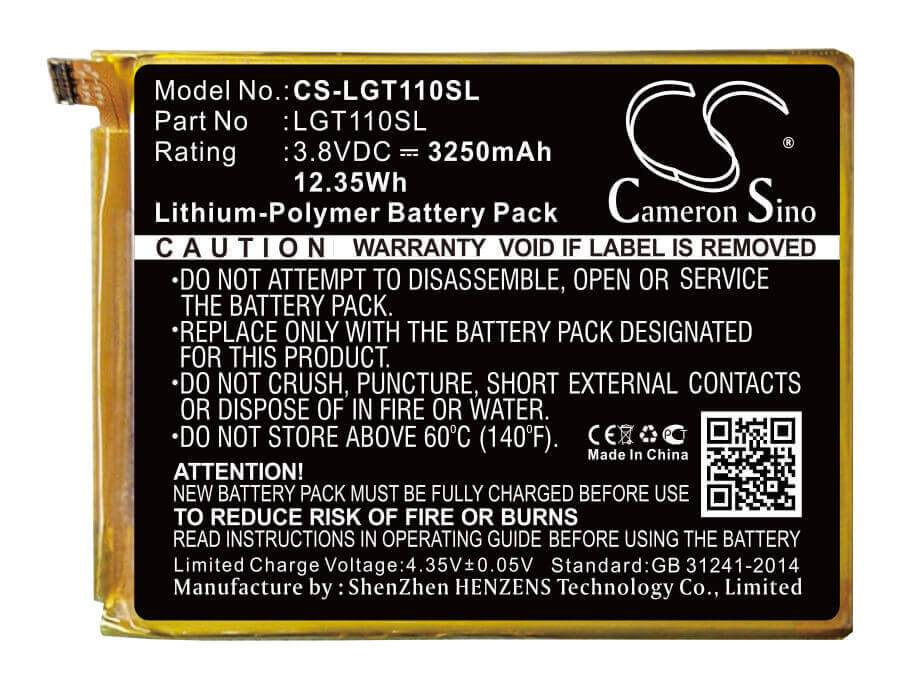 Model No.: CS-LGT110SL
Part No :LGT110SL
Rating :3.8VDC ⎓ 3250mAh
12.35Wh
Lithium-Polymer Battery Pack
CS
®
Cameron Sino
CAUTION WARRANTY VOID IF LABEL IS REMOVED
•DO NOT ATTEMPT TO DISASSEMBLE, OPEN OR SERVICE
THE BATTERY PACK.
•REPLACE ONLY WITH THE BATTERY PACK DESIGNATED
FOR THIS PRODUCT.
•DO NOT CRUSH, PUNCTURE, SHORT EXTERNAL CONTACTS
OR DISPOSE OF IN FIRE OR WATER.
•DO NOT STORE ABOVE 60°C (140°F).
CE
Made In China
ATTENTION!
NEW BATTERY PACK MUST BE FULLY CHARGED BEFORE USE
TO REDUCE RISK OF FIRE OR BURNS
READ INSTRUCTIONS IN OPERATING GUIDE BEFORE USING THE BATTERY
Limited Charge Voltage:4.35V±0.05V Standard:GB 31241-2014
Manufacture by: ShenZhen HENZENS Technology Co., Limited